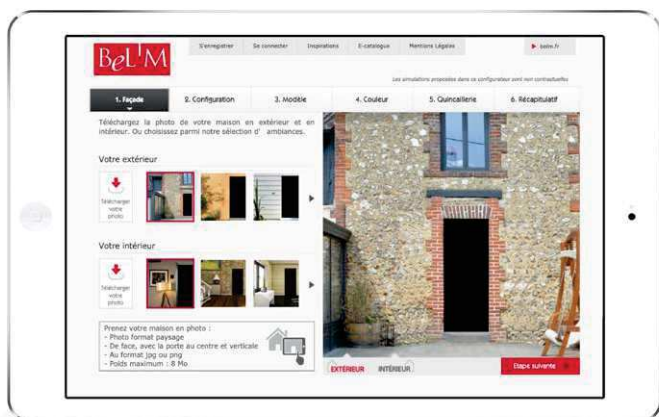 BEL'M
S'enregistrer Se connecter Inspirations E-catalogue Mentions Légales belm.fr
Les simulations proposées dans ce configurateur sont non contractuelles
1. Façade 2. Configuration 3. Modèle 4. Couleur 5. Quincaillerie 6. Récapitulatif
Téléchargez la photo de votre maison en extérieur et en
intérieur. Ou choisissez parmi notre sélection d' ambiances.
Votre extérieur
Télécharger
votre
photo
Votre intérieur
Télécharger
votre
photo
Prenez votre maison en photo :
- Photo format paysage
- De face, avec la porte au centre et verticale
- Au format jpg ou png
- Poids maximum : 8 Mo
EXTÉRIEUR INTÉRIEUR
Etape suivante